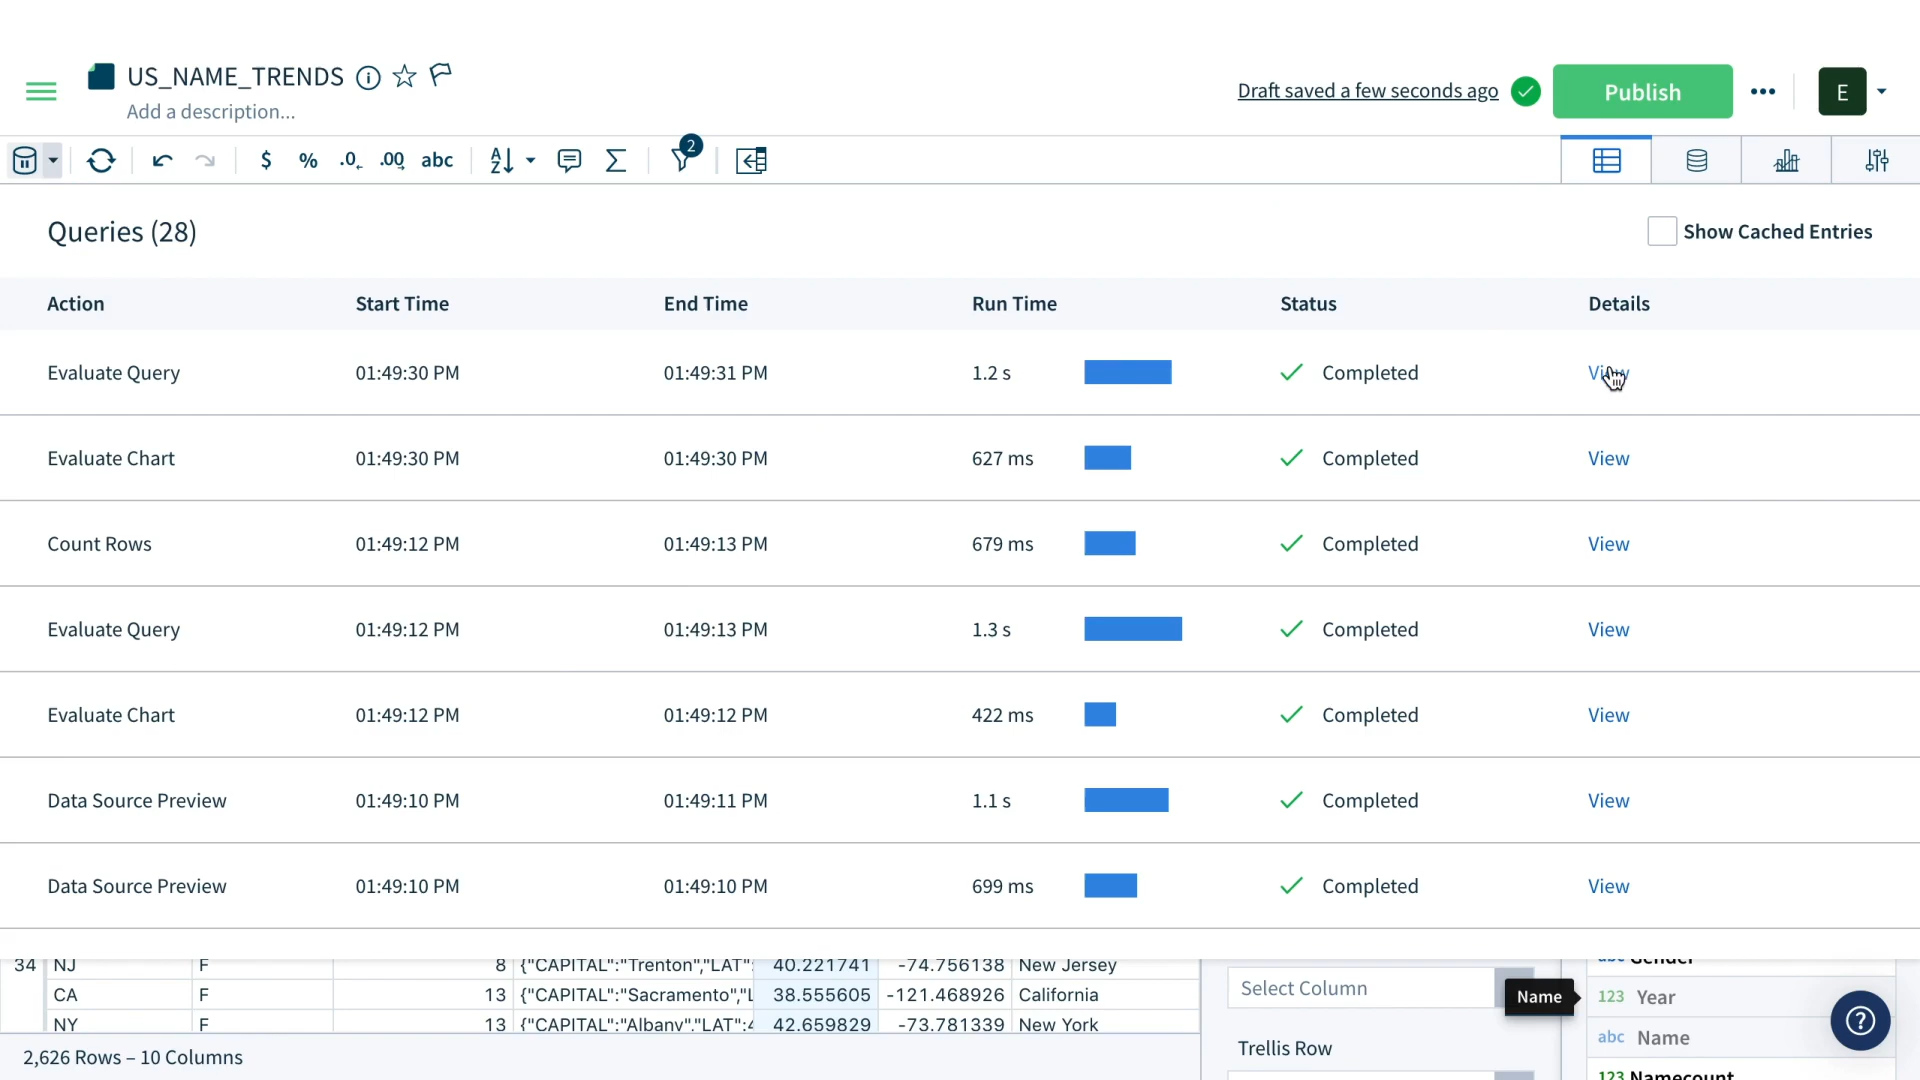 US_NAME_TRENDS
Add a description...
Draft saved a few seconds ago
Publish
E
$ % .0 .00 abc
A
Z
2
Queries (28)
Show Cached Entries
Action Start Time End Time Run Time Status Details
Evaluate Query 01:49:30 PM 01:49:31 PM 1.2 s Completed View
Evaluate Chart 01:49:30 PM 01:49:30 PM 627 ms Completed View
Count Rows 01:49:12 PM 01:49:13 PM 679 ms Completed View
Evaluate Query 01:49:12 PM 01:49:13 PM 1.3 s Completed View
Evaluate Chart 01:49:12 PM 01:49:12 PM 422 ms Completed View
Data Source Preview 01:49:10 PM 01:49:11 PM 1.1 s Completed View
Data Source Preview 01:49:10 PM 01:49:10 PM 699 ms Completed View
34 NJ F 8 {"CAPITAL":"Trenton","LAT": 40.221741 -74.756138 New Jersey
CA F 13 {"CAPITAL":"Sacramento","L 38.555605 -121.468926 California
NY F 13 {"CAPITAL":"Albany","LAT":4 42.659829 -73.781339 New York
2,626 Rows – 10 Columns
Select Column
Trellis Row
Name
abc Gender
123 Year
abc Name
123 Namecount
?